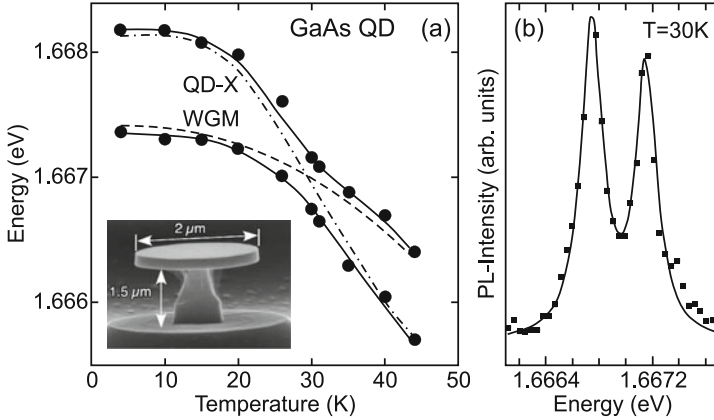 GaAs QD (a)
1.668
QD-X
WGM
1.667
1.666
Energy (eV)
2 µm
1.5 µm
0 10 20 30 40 50
Temperature (K)
(b) T=30K
PL-Intensity (arb. units)
1.6664 1.6672
Energy (eV)